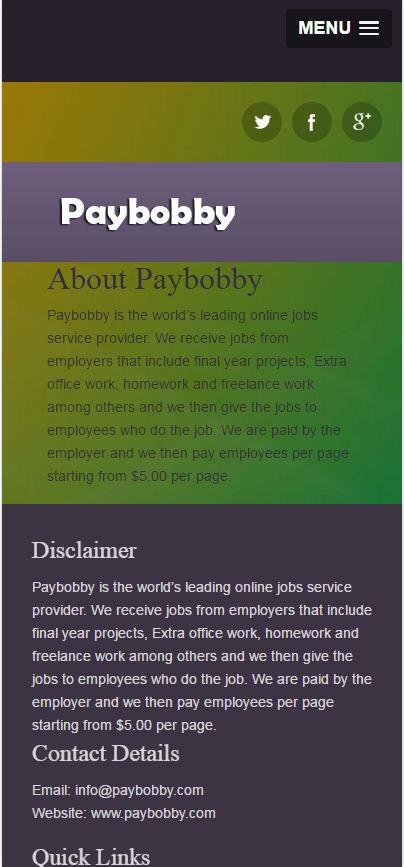 MENU
Paybobby
About Paybobby
Paybobby is the world's leading online jobs
service provider. We receive jobs from
employers that include final year projects, Extra
office work, homework and freelance work
among others and we then give the jobs to
employees who do the job. We are paid by the
employer and we then pay employees per page
starting from $5.00 per page.
Disclaimer
Paybobby is the world's leading online jobs service
provider. We receive jobs from employers that include
final year projects, Extra office work, homework and
freelance work among others and we then give the
jobs to employees who do the job. We are paid by the
employer and we then pay employees per page
starting from $5.00 per page.
Contact Details
Email: info@paybobby.com
Website: www.paybobby.com
Quick Links